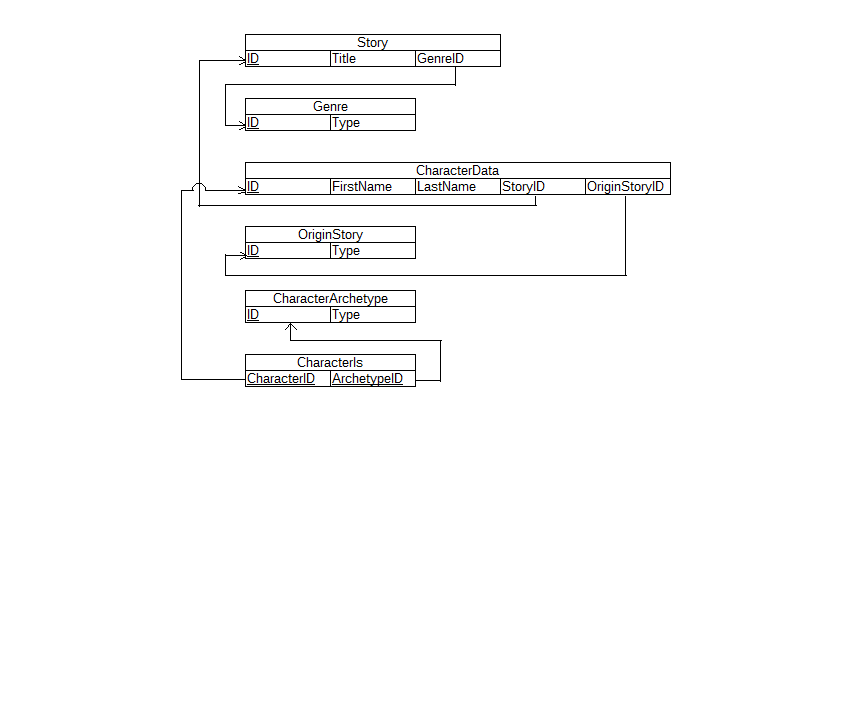 Story
ID Title GenreID
Genre
ID Type
CharacterData
ID FirstName LastName StoryID OriginStoryID
OriginStory
ID Type
CharacterArchetype
ID Type
CharacterIs
CharacterID ArchetypeID